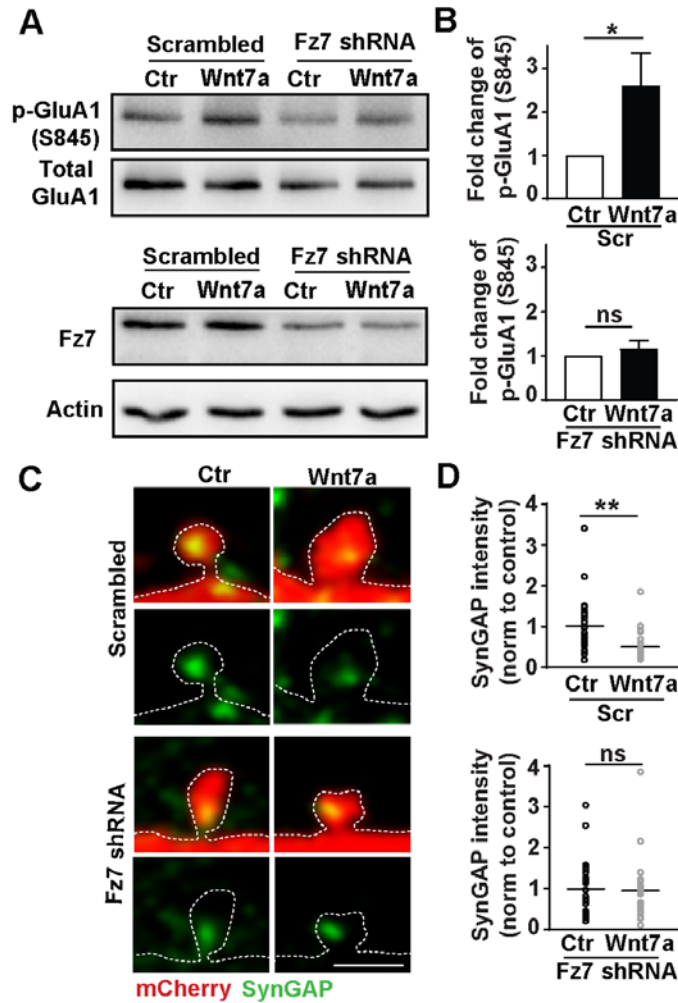 A
Scrambled Fz7 shRNA
Ctr Wnt7a Ctr Wnt7a
p-GluA1
(S845)
Total
GluA1
Scrambled Fz7 shRNA
Ctr Wnt7a Ctr Wnt7a
Fz7
Actin
B
Fold change of
p-GluA1 (S845)
3
2
1
0
*
Ctr Wnt7a
Scr
Fold change of
p-GluA1 (S845)
3
2
1
0
ns
Ctr Wnt7a
Fz7 shRNA
C
Ctr Wnt7a
Scrambled
Fz7 shRNA
mCherry SynGAP
D
SynGAP intensity
(norm to control)
4
3
2
1
0
**
Ctr Wnt7a
Scr
SynGAP intensity
(norm to control)
4
3
2
1
0
ns
Ctr Wnt7a
Fz7 shRNA